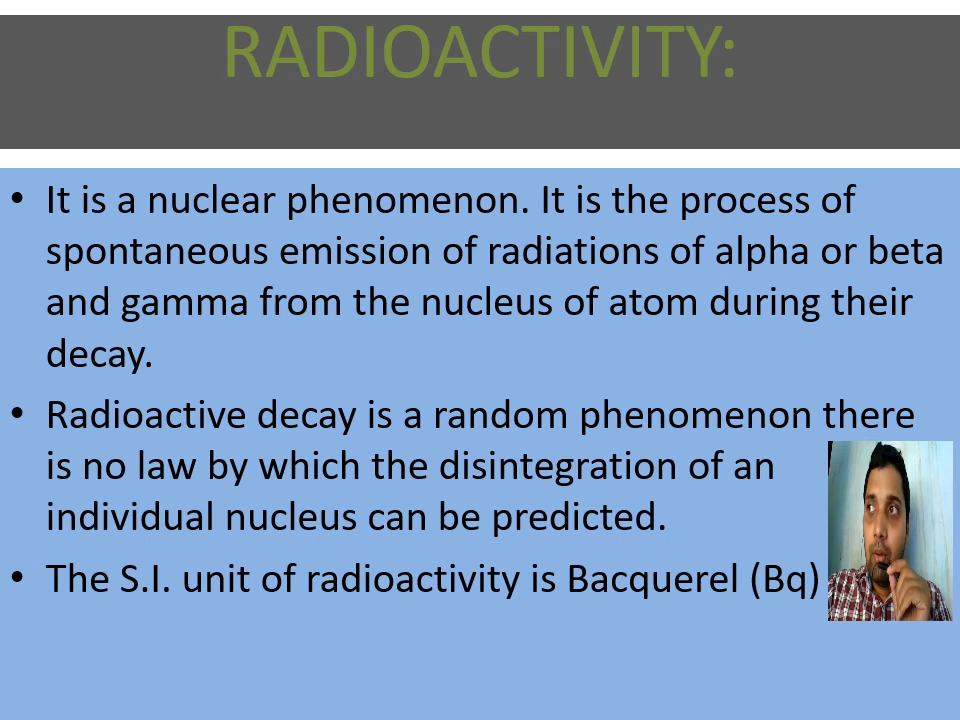 RADIOACTIVITY:
• It is a nuclear phenomenon. It is the process of
spontaneous emission of radiations of alpha or beta
and gamma from the nucleus of atom during their
decay.
• Radioactive decay is a random phenomenon there
is no law by which the disintegration of an
individual nucleus can be predicted.
• The S.I. unit of radioactivity is Bacquerel (Bq)